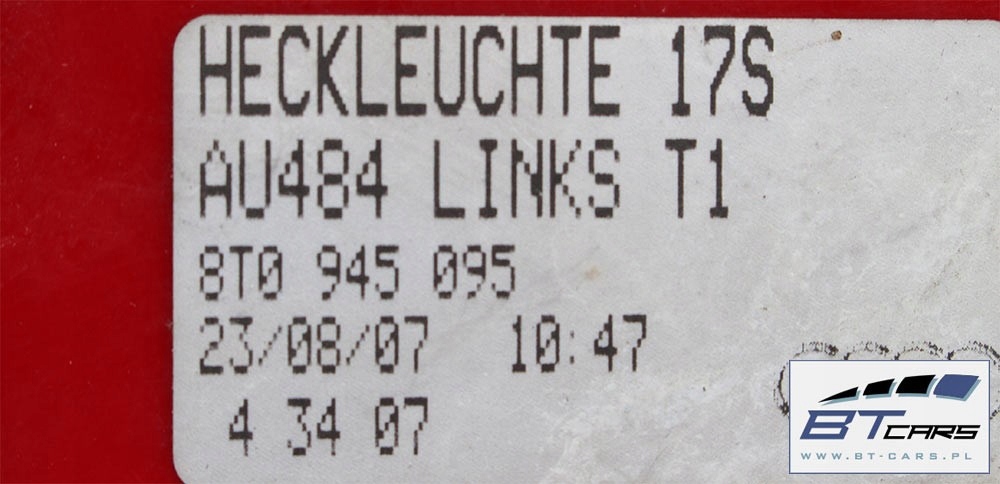 HECKLEUCHTE 17S
AU484 LINKS T1
8T0 945 095
23/08/07 10:47
4 34 07
BT CARS
WWW.BT-CARS.PL